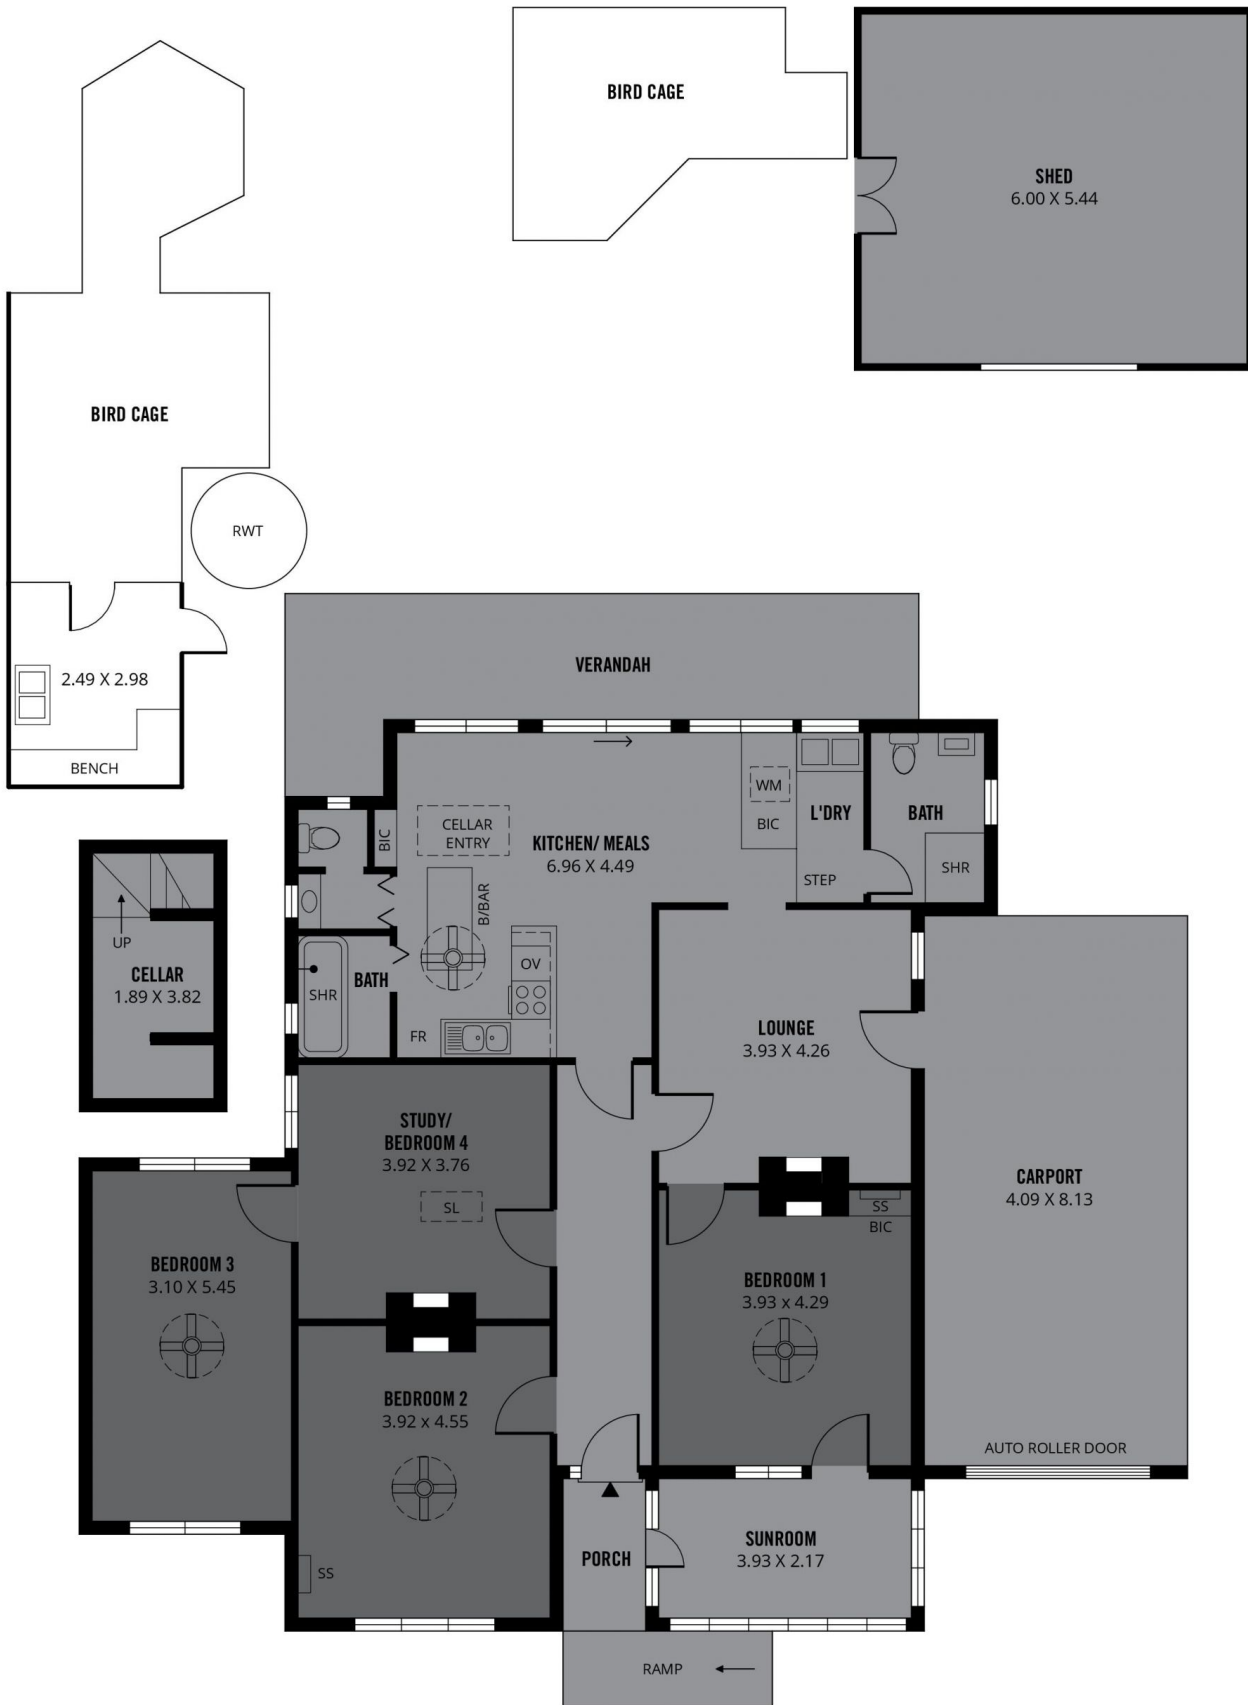 BIRD CAGE
SHED
6.00 X 5.44
BIRD CAGE
RWT
2.49 X 2.98
BENCH
VERANDAH
WM
BIC
L'DRY
STEP
BATH
SHR
CELLAR
ENTRY
BIC
KITCHEN/ MEALS
6.96 X 4.49
B/BAR
OV
FR
BATH
SHR
UP
CELLAR
1.89 X 3.82
LOUNGE
3.93 X 4.26
STUDY/
BEDROOM 4
3.92 X 3.76
SL
CARPORT
4.09 X 8.13
AUTO ROLLER DOOR
SS
BIC
BEDROOM 3
3.10 X 5.45
BEDROOM 1
3.93 x 4.29
BEDROOM 2
3.92 x 4.55
SS
PORCH
SUNROOM
3.93 X 2.17
RAMP